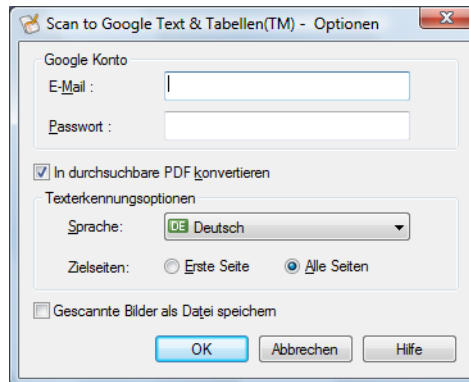 Scan to Google Text & Tabellen(TM) - Optionen
Google Konto
E-Mail :
Passwort :
In durchsuchbare PDF konvertieren
Texterkennungsoptionen
Sprache: DE Deutsch
Zielseiten: Erste Seite Alle Seiten
Gescannte Bilder als Datei speichern
OK Abbrechen Hilfe